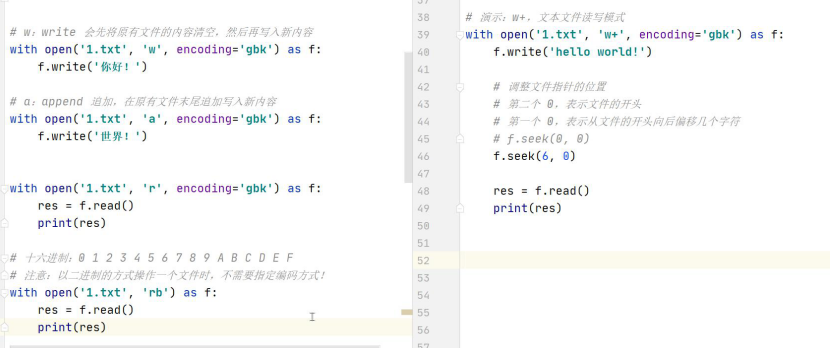 # w：write 会先将原有文件的内容清空，然后再写入新内容
with open('1.txt', 'w', encoding='gbk') as f:
    f.write('你好！')
# a：append 追加，在原有文件末尾追加写入新内容
with open('1.txt', 'a', encoding='gbk') as f:
    f.write('世界！')
with open('1.txt', 'r', encoding='gbk') as f:
    res = f.read()
    print(res)
# 十六进制：0 1 2 3 4 5 6 7 8 9 A B C D E F
# 注意：以二进制的方式操作一个文件时，不需要指定编码方式！
with open('1.txt', 'rb') as f:
    res = f.read()
    print(res)
37
38 # 演示：w+，文本文件读写模式
39 with open('1.txt', 'w+', encoding='gbk') as f:
40     f.write('hello world!')
41
42     # 调整文件指针的位置
43     # 第二个 0，表示文件的开头
44     # 第一个 0，表示从文件的开头向后偏移几个字符
45     # f.seek(0, 0)
46     f.seek(6, 0)
47
48     res = f.read()
49     print(res)
50
51
52
53
54
55
56
57